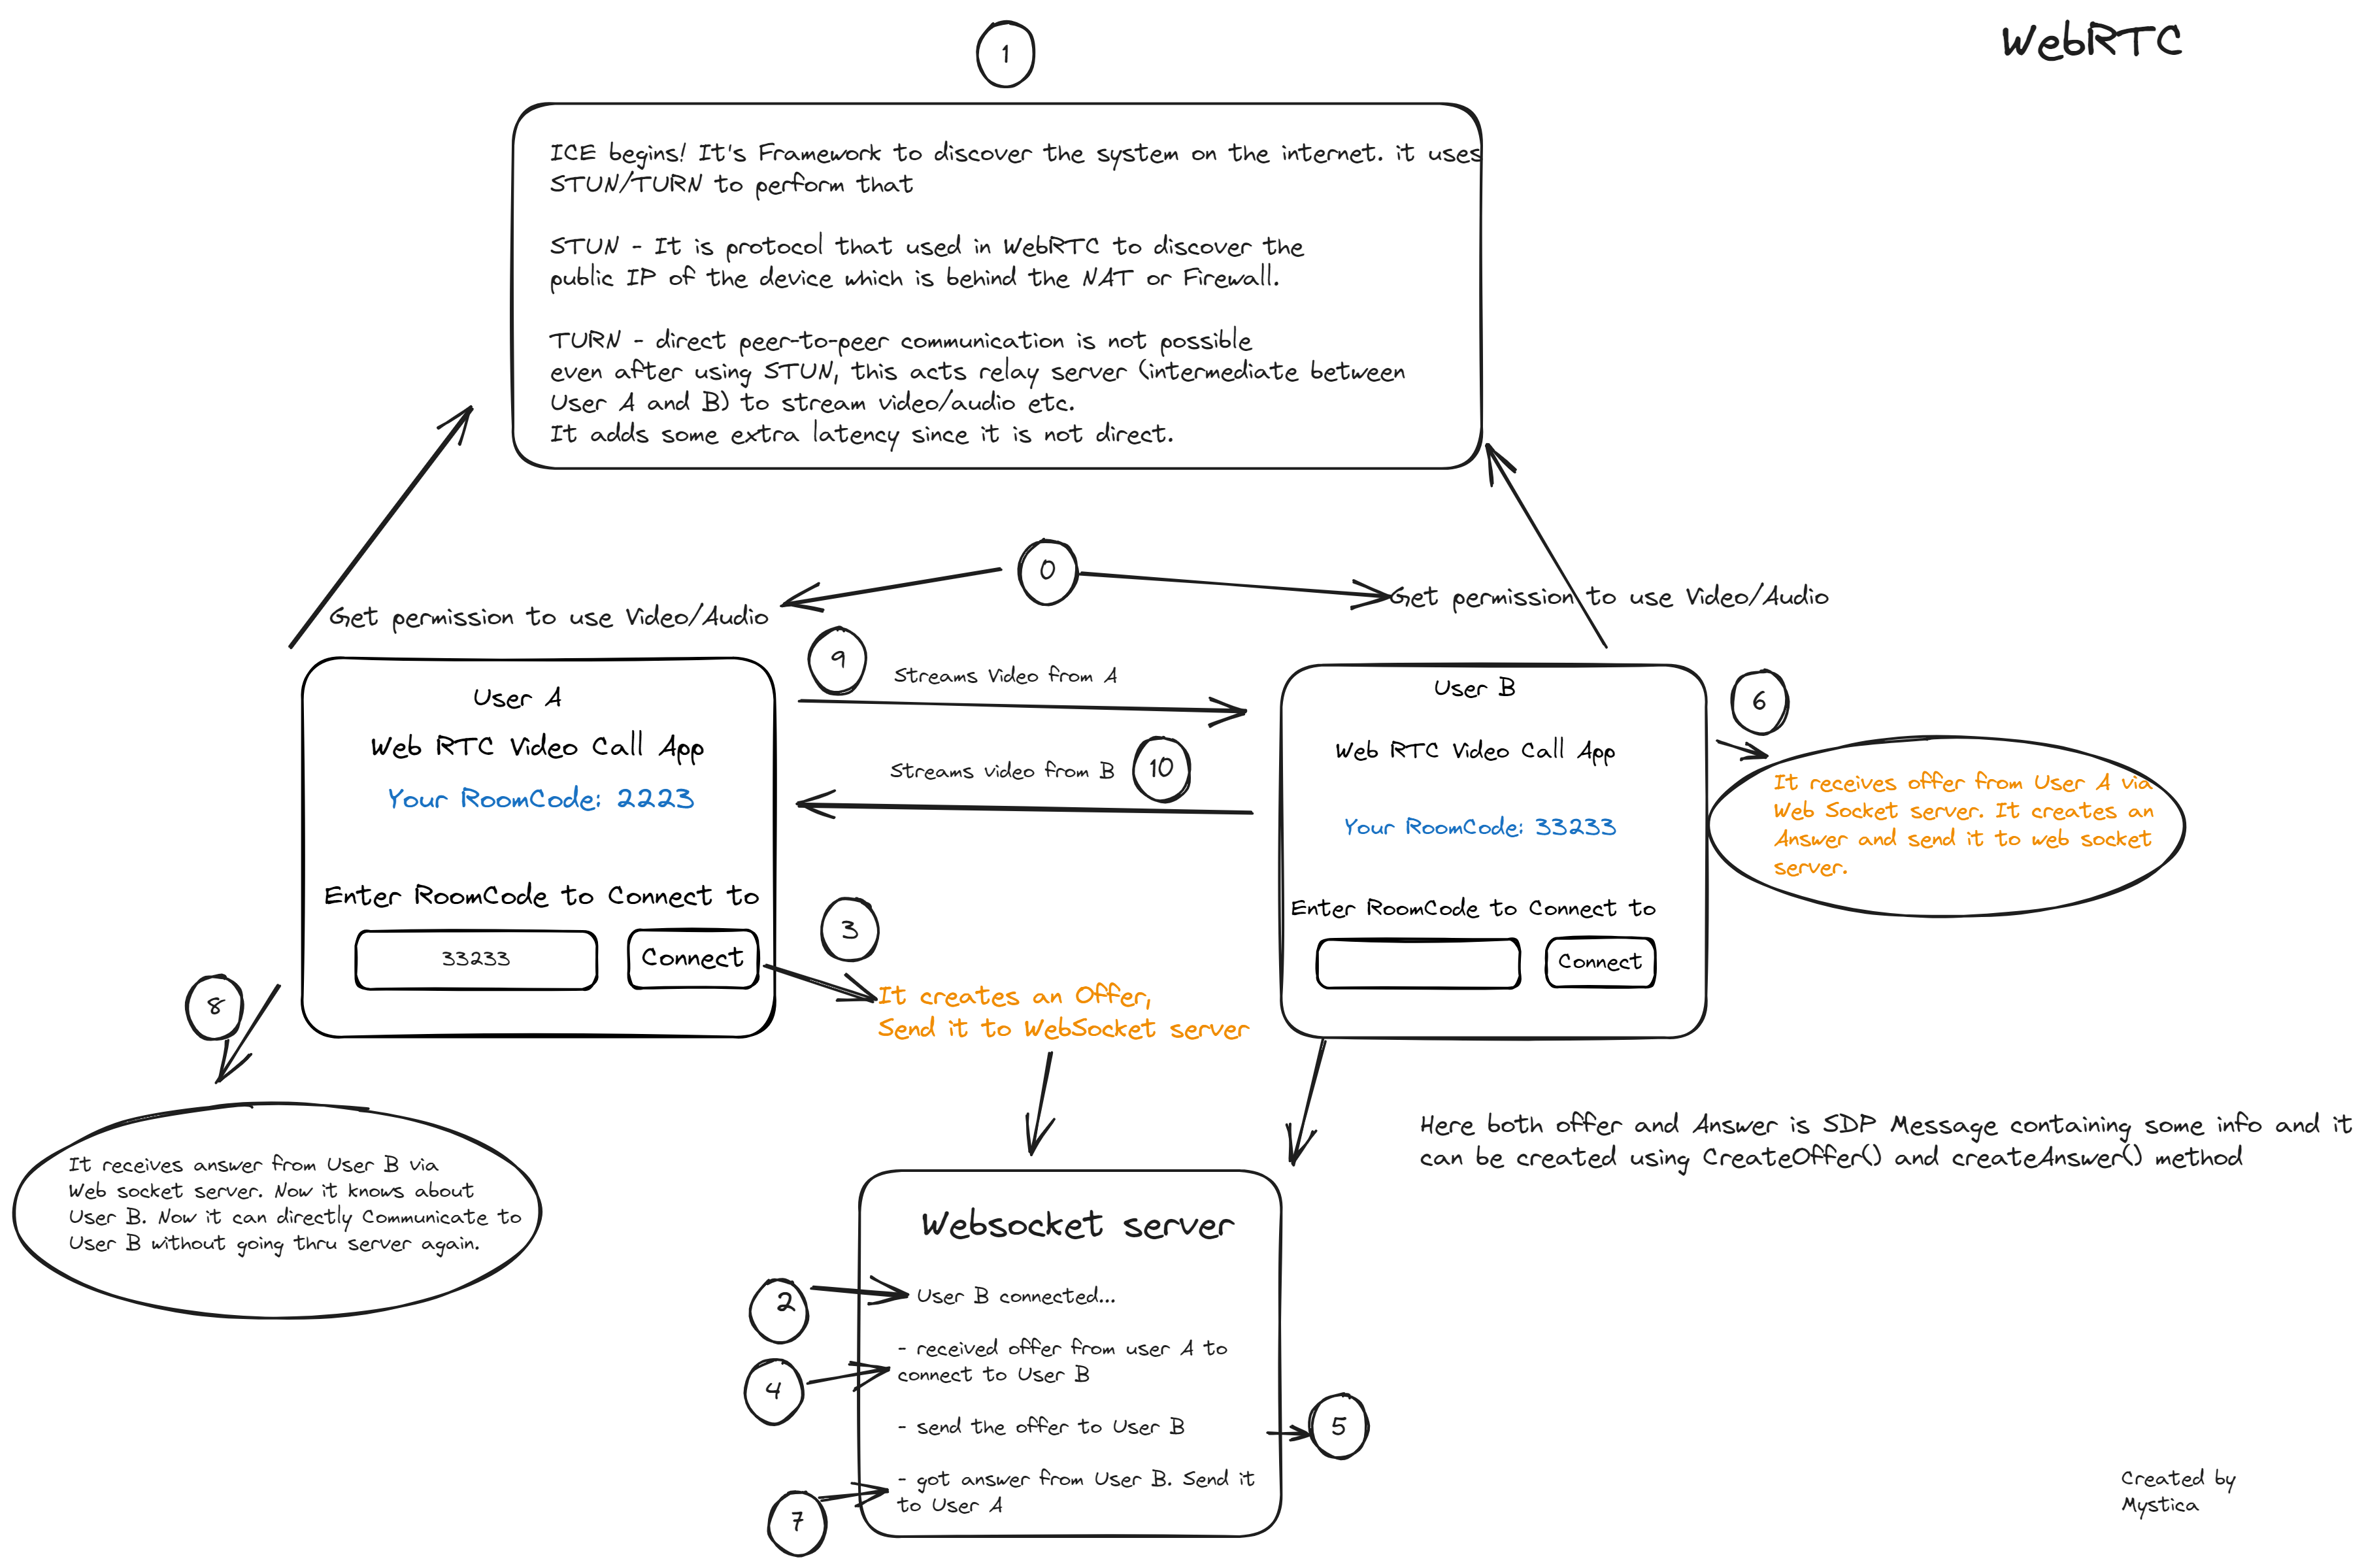 WebRTC
1
ICE begins! It's Framework to discover the system on the internet. it uses
STUN/TURN to perform that
STUN - It is protocol that used in WebRTC to discover the
public IP of the device which is behind the NAT or Firewall.
TURN - direct peer-to-peer communication is not possible
even after using STUN, this acts relay server (intermediate between
User A and B) to stream video/audio etc.
It adds some extra latency since it is not direct.
0
Get permission to use Video/Audio
Get permission to use Video/Audio
User A
Web RTC Video Call App
Your RoomCode: 2223
Enter RoomCode to Connect to
33233
Connect
9
Streams Video from A
Streams video from B
10
User B
Web RTC Video Call App
Your RoomCode: 33233
Enter RoomCode to Connect to
Connect
6
It receives offer from User A via
Web Socket server. It creates an
Answer and send it to web socket
server.
3
It creates an Offer,
Send it to WebSocket server
8
It receives answer from User B via
Web socket server. Now it knows about
User B. Now it can directly Communicate to
User B without going thru server again.
Here both offer and Answer is SDP Message containing some info and it
can be created using CreateOffer() and createAnswer() method
Websocket server
2
User B connected...
4
- received offer from user A to
connect to User B
- send the offer to User B
5
7
- got answer from User B. Send it
to User A
Created by
Mystica